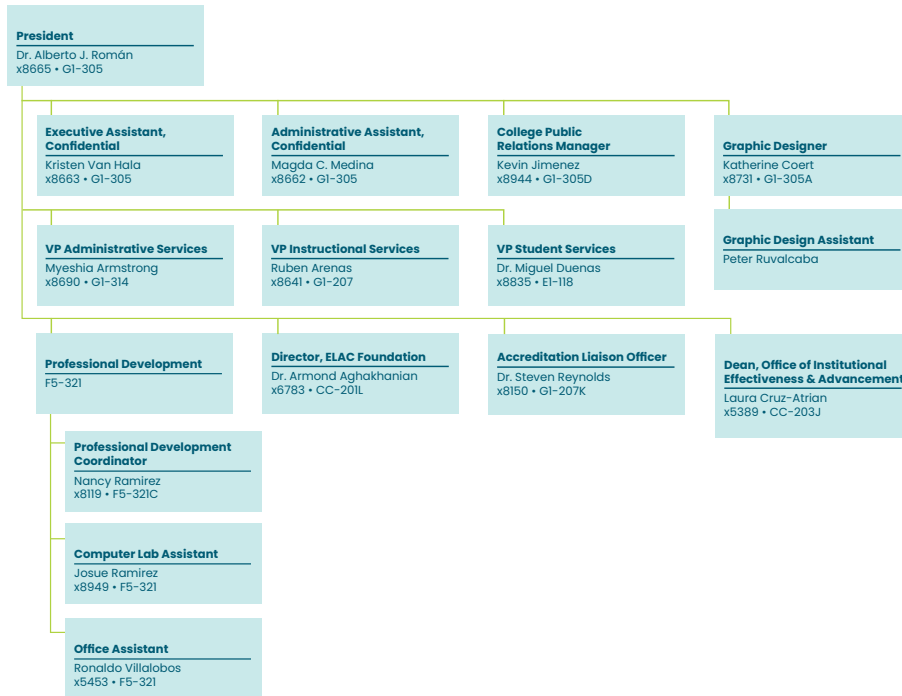 President
Dr. Alberto J. Román
x8665 • G1-305
Executive Assistant,
Confidential
Kristen Van Hala
x8663 • G1-305
Administrative Assistant,
Confidential
Magda C. Medina
x8662 • G1-305
College Public
Relations Manager
Kevin Jimenez
x8944 • G1-305D
Graphic Designer
Katherine Coert
x8731 • G1-305A
Graphic Design Assistant
Peter Ruvalcaba
VP Administrative Services
Myeshia Armstrong
x8690 • G1-314
VP Instructional Services
Ruben Arenas
x8641 • G1-207
VP Student Services
Dr. Miguel Duenas
x8835 • E1-118
Professional Development
F5-321
Director, ELAC Foundation
Dr. Armond Aghakhanian
x6783 • CC-201L
Accreditation Liaison Officer
Dr. Steven Reynolds
x8150 • G1-207K
Dean, Office of Institutional
Effectiveness & Advancement
Laura Cruz-Atrian
x5389 • CC-203J
Professional Development
Coordinator
Nancy Ramirez
x8119 • F5-321C
Computer Lab Assistant
Josue Ramirez
x8949 • F5-321
Office Assistant
Ronaldo Villalobos
x5453 • F5-321